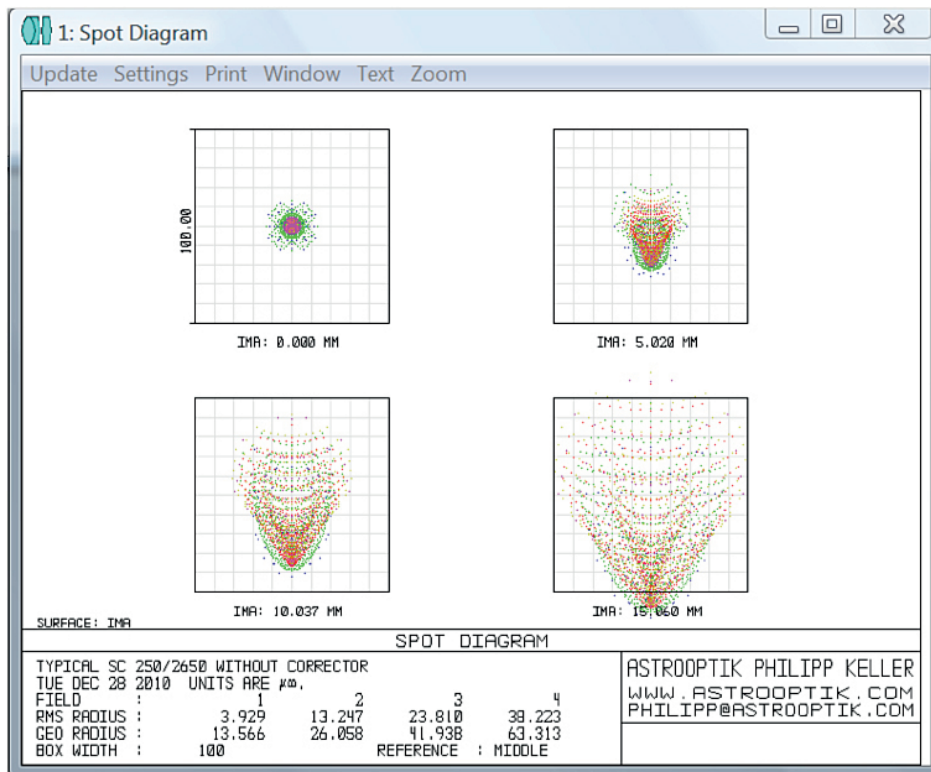 1: Spot Diagram
Update Settings Print Window Text Zoom
100.00
IMA: 0.000 MM
IMA: 5.020 MM
IMA: 10.037 MM
IMA: 15.060 MM
SURFACE: IMA
SPOT DIAGRAM
TYPICAL SC 250/2650 WITHOUT CORRECTOR
TUE DEC 28 2010 UNITS ARE µm.
FIELD : 1 2 3 4
RMS RADIUS : 3.929 13.247 23.810 38.223
GEO RADIUS : 13.566 26.058 41.938 63.313
BOX WIDTH : 100 REFERENCE : MIDDLE
ASTROOPTIK PHILIPP KELLER
WWW.ASTROOPTIK.COM
PHILIPP@ASTROOPTIK.COM